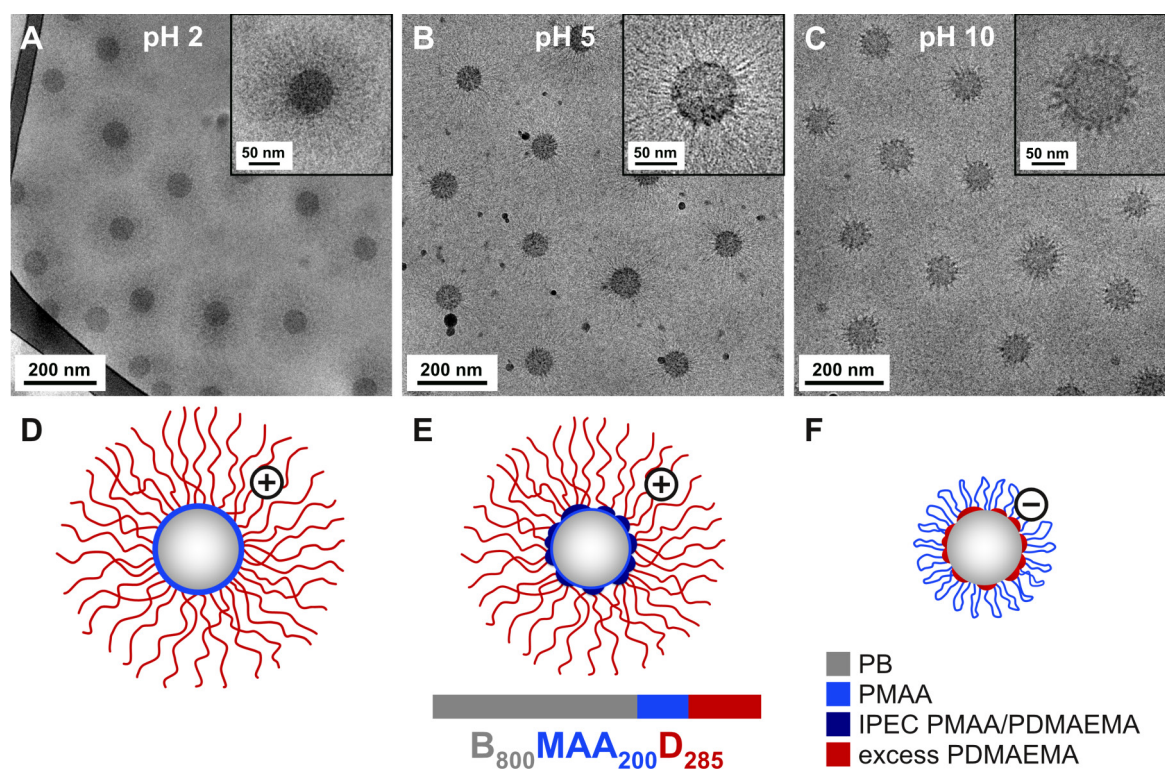 A pH 2
50 nm
200 nm
B pH 5
50 nm
200 nm
C pH 10
50 nm
200 nm
D
+
E
+
F
−
B₈₀₀MAA₂₀₀D₂₈₅
PB
PMAA
IPEC PMAA/PDMAEMA
excess PDMAEMA